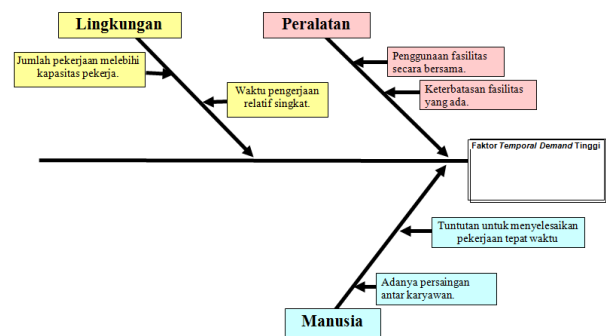 Lingkungan
Peralatan
Jumlah pekerjaan melebihi
kapasitas pekerja.
Waktu pengerjaan
relatif singkat.
Penggunaan fasilitas
secara bersama.
Keterbatasan fasilitas
yang ada.
Faktor Temporal Demand Tinggi
Tuntutan untuk menyelesaikan
pekerjaan tepat waktu
Adanya persaingan
antar karyawan.
Manusia